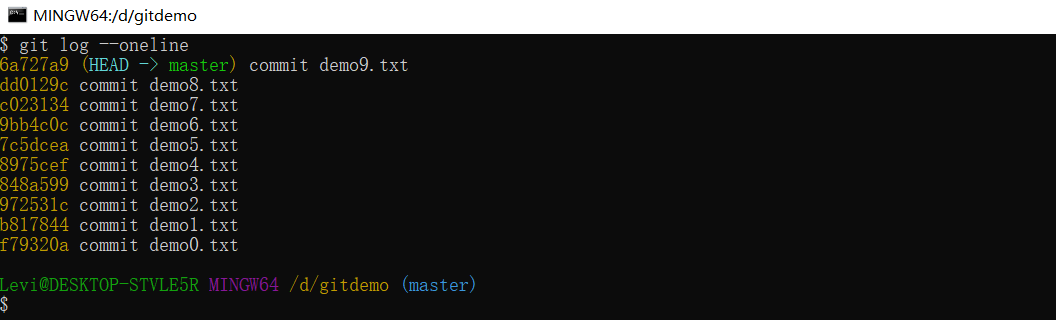 MINGW64:/d/gitdemo
$ git log --oneline
6a727a9 (HEAD -> master) commit demo9.txt
dd0129c commit demo8.txt
c023134 commit demo7.txt
9bb4c0c commit demo6.txt
7c5dcea commit demo5.txt
8975cef commit demo4.txt
848a599 commit demo3.txt
972531c commit demo2.txt
b817844 commit demo1.txt
f79320a commit demo0.txt
Levi@DESKTOP-STVLE5R MINGW64 /d/gitdemo (master)
$